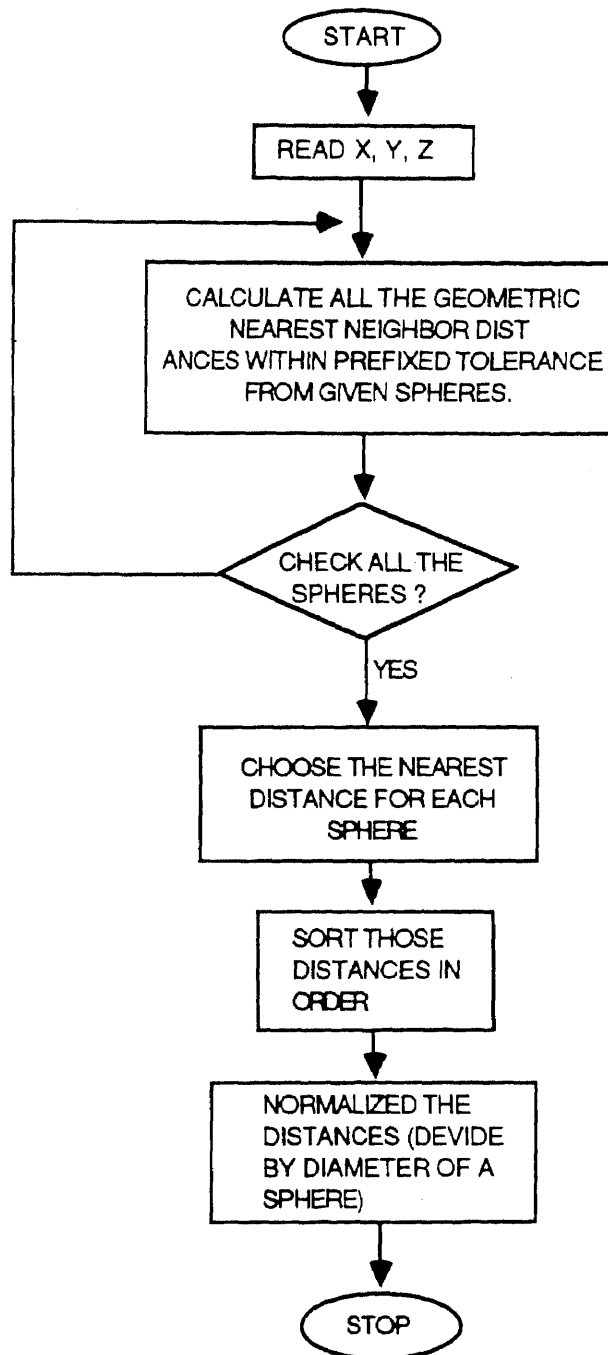 START
READ X, Y, Z
CALCULATE ALL THE GEOMETRIC
NEAREST NEIGHBOR DIST
ANCES WITHIN PREFIXED TOLERANCE
FROM GIVEN SPHERES.
CHECK ALL THE
SPHERES ?
YES
CHOOSE THE NEAREST
DISTANCE FOR EACH
SPHERE
SORT THOSE
DISTANCES IN
ORDER
NORMALIZED THE
DISTANCES (DEVIDE
BY DIAMETER OF A
SPHERE)
STOP